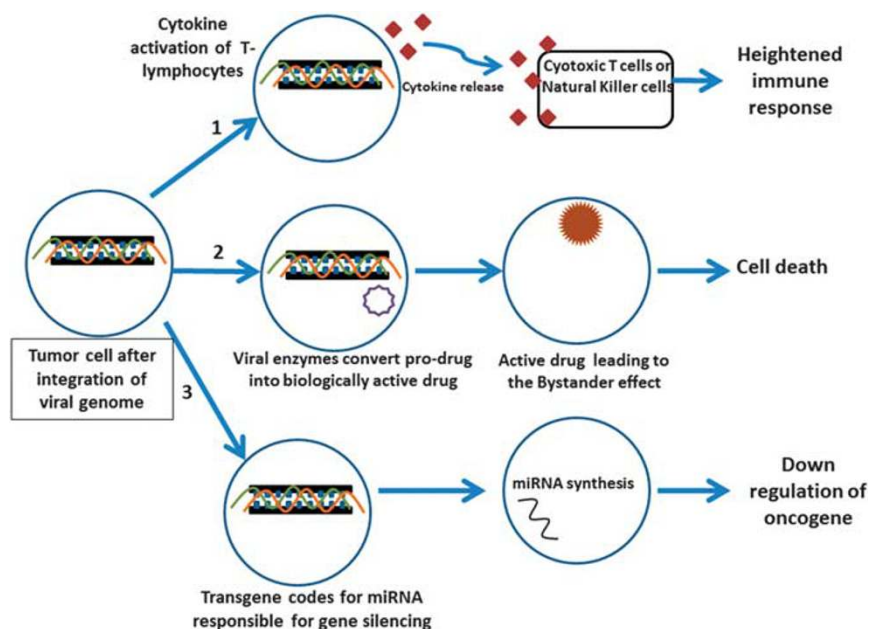 Cytokine
activation of T-
lymphocytes
Cytokine release
Cyotoxic T cells or
Natural Killer cells
Heightened
immune
response
1
2
Cell death
Tumor cell after
integration of
viral genome
Viral enzymes convert pro-drug
into biologically active drug
Active drug leading to
the Bystander effect
3
miRNA synthesis
Down
regulation of
oncogene
Transgene codes for miRNA
responsible for gene silencing